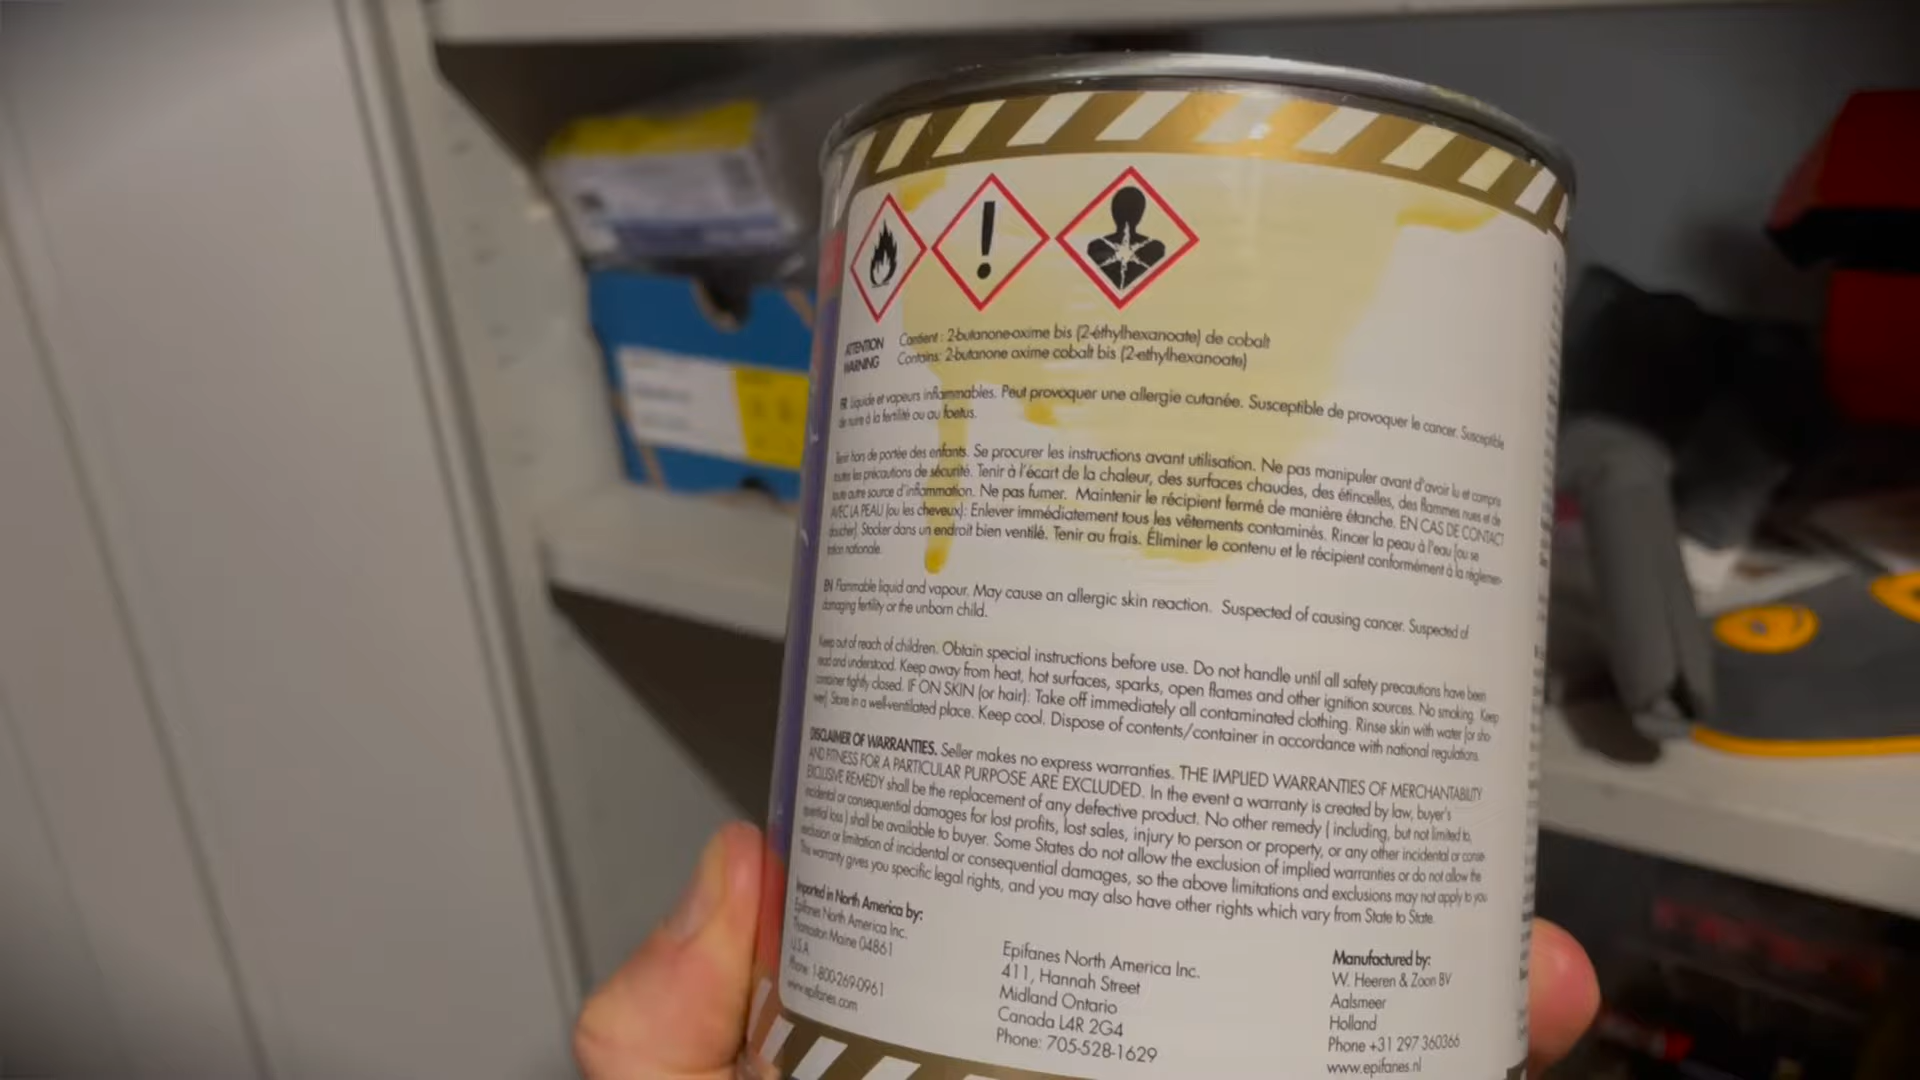 ATTENTION
WARNING
Contient : 2-butanone-oxime bis (2-éthylhexanoate) de cobalt
Contains: 2-butanone oxime cobalt bis (2-ethylhexanoate)
FR Liquide et vapeurs inflammables. Peut provoquer une allergie cutanée. Susceptible de provoquer le cancer. Susceptible
de nuire à la fertilité ou au foetus.
Tenir hors de portée des enfants. Se procurer les instructions avant utilisation. Ne pas manipuler avant d'avoir lu et compris
toutes les précautions de sécurité. Tenir à l'écart de la chaleur, des surfaces chaudes, des étincelles, des flammes nues et de
toute autre source d'inflammation. Ne pas fumer. Maintenir le récipient fermé de manière étanche. EN CAS DE CONTACT
AVEC LA PEAU (ou les cheveux): Enlever immédiatement tous les vêtements contaminés. Rincer la peau à l'eau [ou se
doucher]. Stocker dans un endroit bien ventilé. Tenir au frais. Éliminer le contenu et le récipient conformément à la réglemen-
tation nationale.
EN Flammable liquid and vapour. May cause an allergic skin reaction. Suspected of causing cancer. Suspected of
damaging fertility or the unborn child.
Keep out of reach of children. Obtain special instructions before use. Do not handle until all safety precautions have been
read and understood. Keep away from heat, hot surfaces, sparks, open flames and other ignition sources. No smoking. Keep
container tightly closed. IF ON SKIN (or hair): Take off immediately all contaminated clothing. Rinse skin with water [or sho
wer]. Store in a well-ventilated place. Keep cool. Dispose of contents/container in accordance with national regulations.
DISCLAIMER OF WARRANTIES. Seller makes no express warranties. THE IMPLIED WARRANTIES OF MERCHANTABILITY
AND FITNESS FOR A PARTICULAR PURPOSE ARE EXCLUDED. In the event a warranty is created by law, buyer's
EXCLUSIVE REMEDY shall be the replacement of any defective product. No other remedy ( including, but not limited to,
incidental or consequential damages for lost profits, lost sales, injury to person or property, or any other incidental or conse-
quential loss ) shall be available to buyer. Some States do not allow the exclusion of implied warranties or do not allow the
exclusion or limitation of incidental or consequential damages, so the above limitations and exclusions may not apply to you
This warranty gives you specific legal rights, and you may also have other rights which vary from State to State.
Imported in North America by:
Epifanes North America Inc.
Thomaston Maine 04861
U.S.A.
Phone: 1-800-269-0961
www.epifanes.com
Epifanes North America Inc.
411, Hannah Street
Midland Ontario
Canada L4R 2G4
Phone: 705-528-1629
Manufactured by:
W. Heeren & Zoon BV
Aalsmeer
Holland
Phone +31 297 360366
www.epifanes.nl